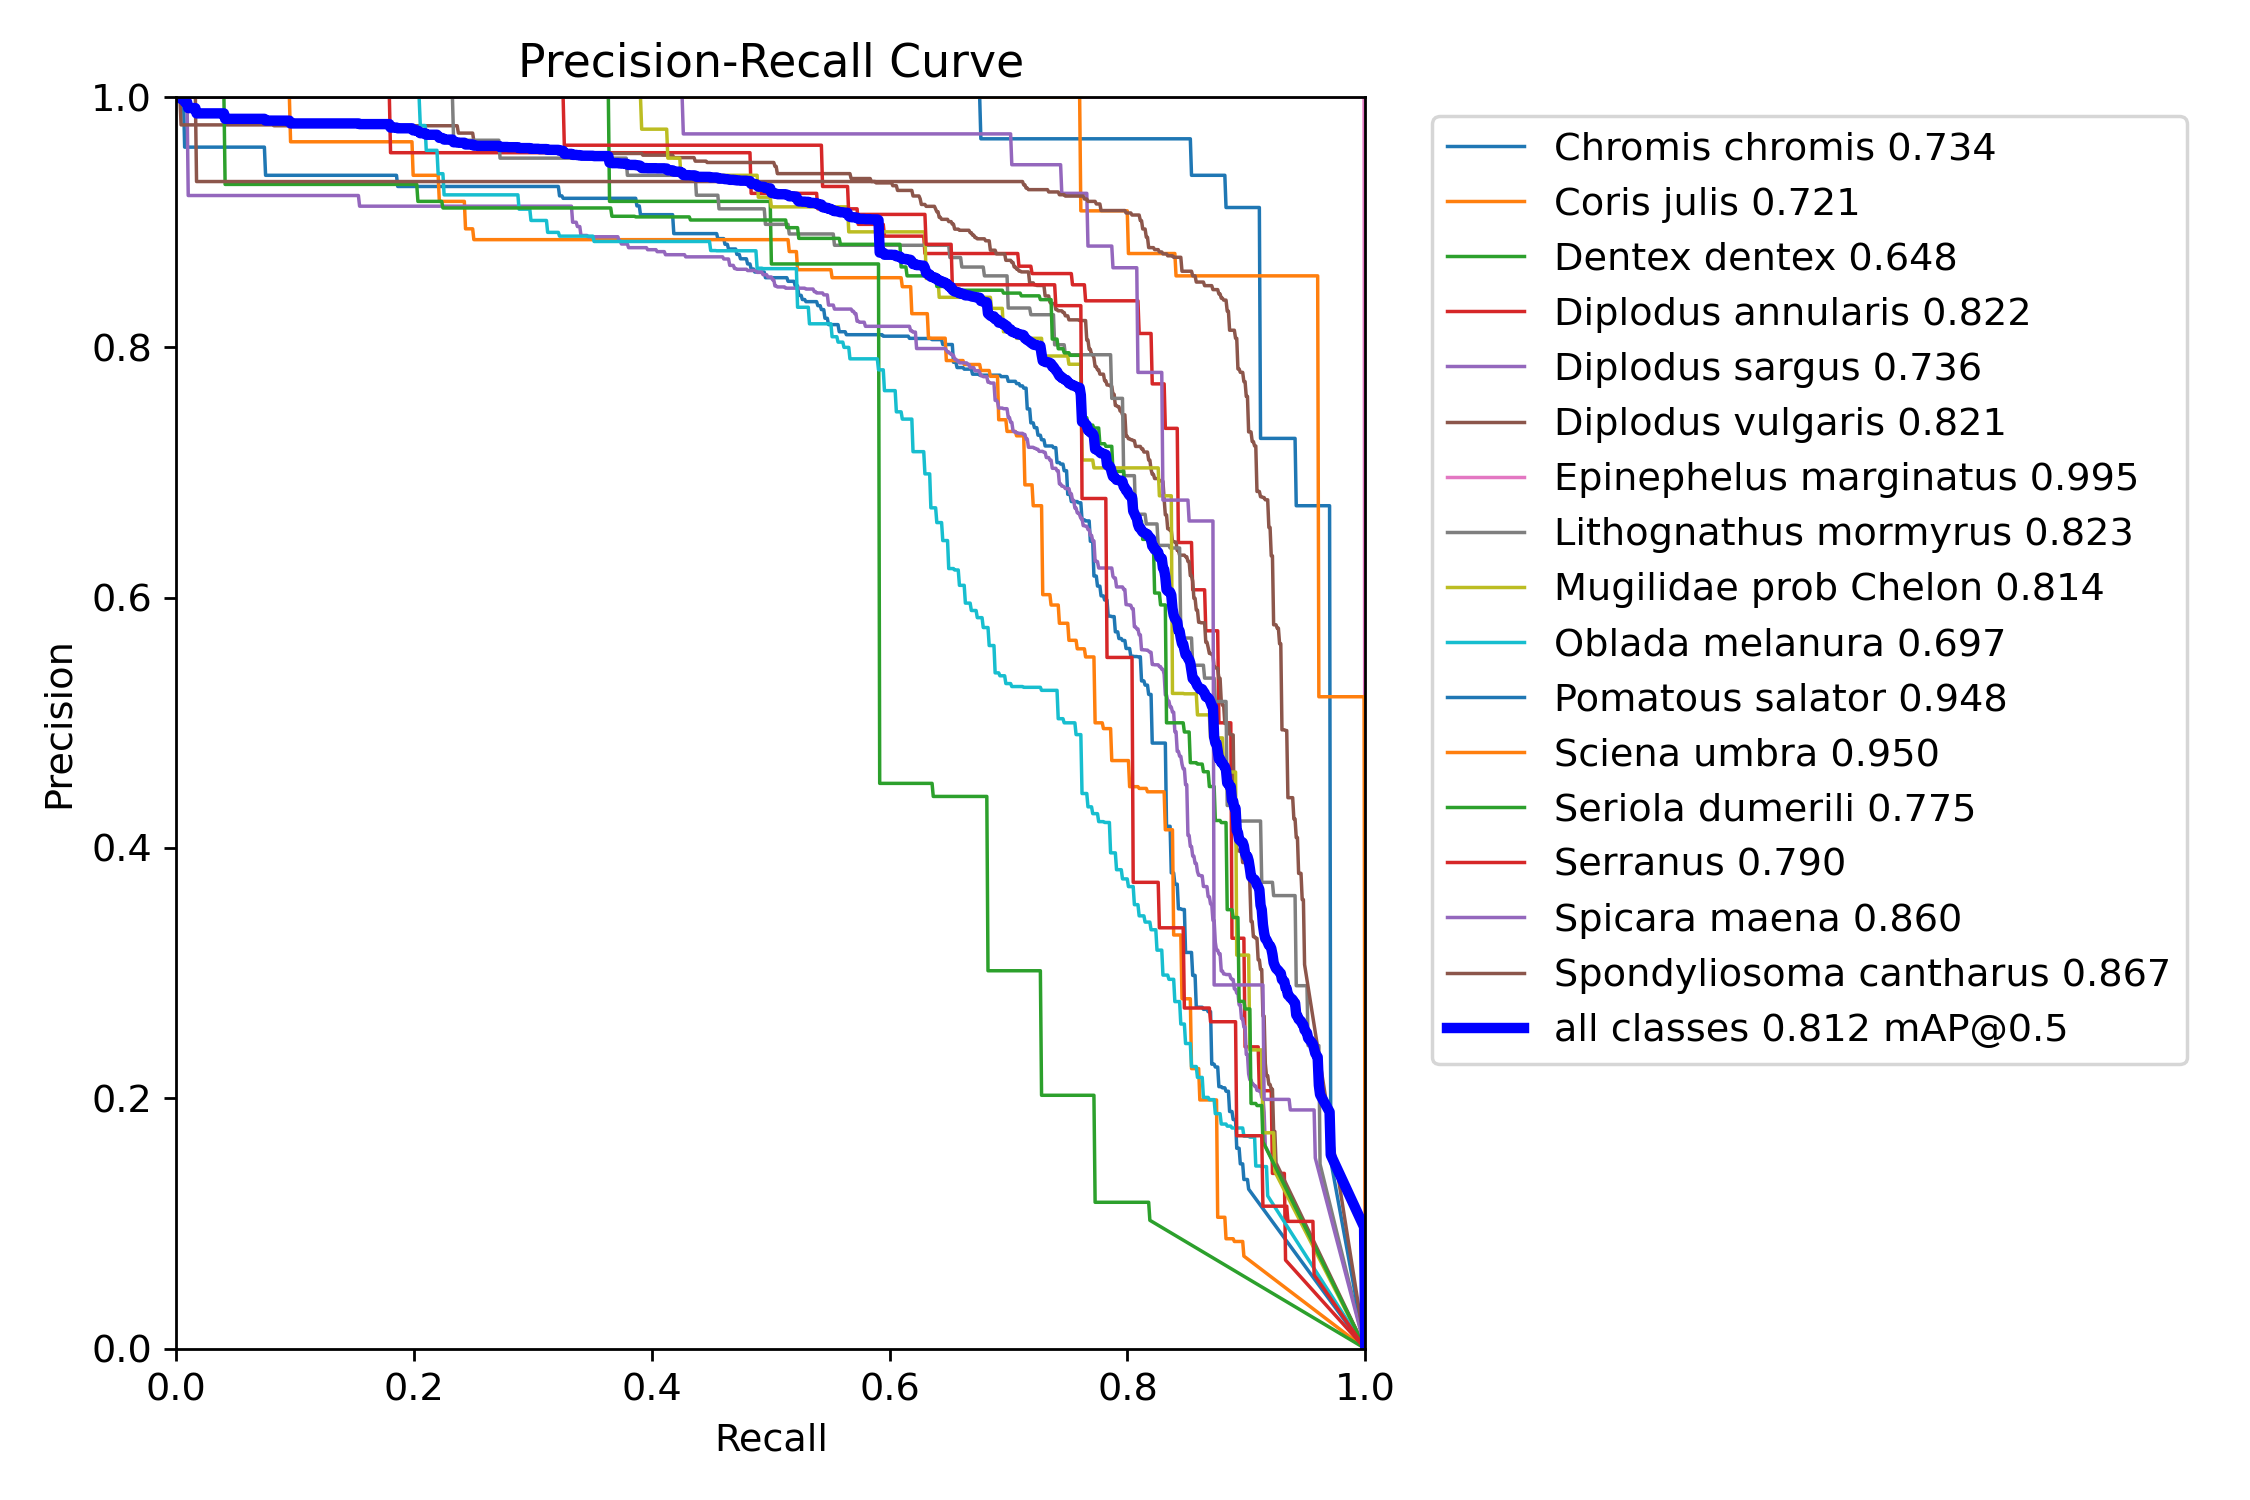 Precision-Recall Curve
1.0
0.8
0.6
0.4
0.2
0.0
Precision
0.0 0.2 0.4 0.6 0.8 1.0
Recall
Chromis chromis 0.734
Coris julis 0.721
Dentex dentex 0.648
Diplodus annularis 0.822
Diplodus sargus 0.736
Diplodus vulgaris 0.821
Epinephelus marginatus 0.995
Lithognathus mormyrus 0.823
Mugilidae prob Chelon 0.814
Oblada melanura 0.697
Pomatous salator 0.948
Sciena umbra 0.950
Seriola dumerili 0.775
Serranus 0.790
Spicara maena 0.860
Spondyliosoma cantharus 0.867
all classes 0.812 mAP@0.5